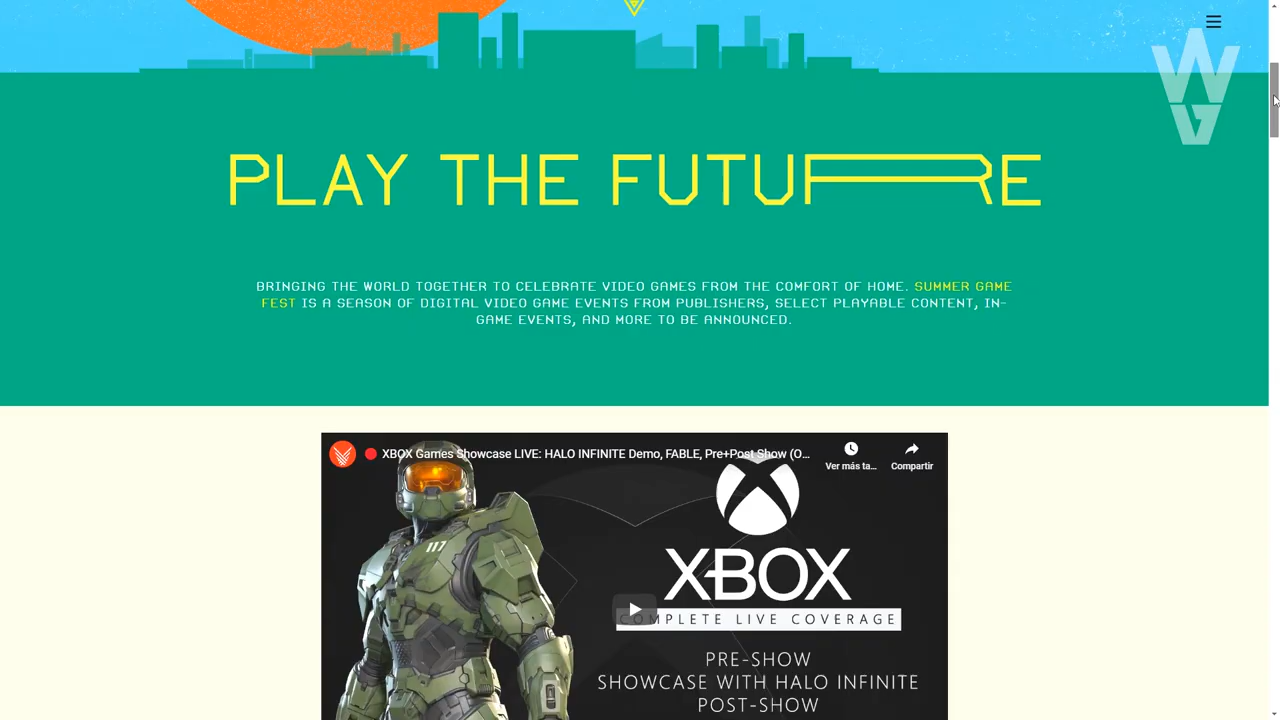 PLAY THE FUTURE
BRINGING THE WORLD TOGETHER TO CELEBRATE VIDEO GAMES FROM THE COMFORT OF HOME. SUMMER GAME
FEST IS A SEASON OF DIGITAL VIDEO GAME EVENTS FROM PUBLISHERS, SELECT PLAYABLE CONTENT, IN-
GAME EVENTS, AND MORE TO BE ANNOUNCED.
XBOX Games Showcase LIVE: HALO INFINITE Demo, FABLE, Pre+Post Show (O...
Ver más ta...
Compartir
117
XBOX
COMPLETE LIVE COVERAGE
PRE-SHOW
SHOWCASE WITH HALO INFINITE
POST-SHOW